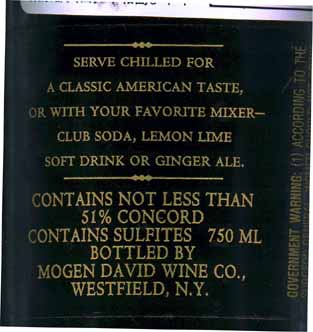 SERVE CHILLED FOR
A CLASSIC AMERICAN TASTE,
OR WITH YOUR FAVORITE MIXER—
CLUB SODA, LEMON LIME
SOFT DRINK OR GINGER ALE.
CONTAINS NOT LESS THAN
51% CONCORD
CONTAINS SULFITES 750 ML
BOTTLED BY
MOGEN DAVID WINE CO.,
WESTFIELD, N.Y.
GOVERNMENT WARNING: (1) ACCORDING TO THE